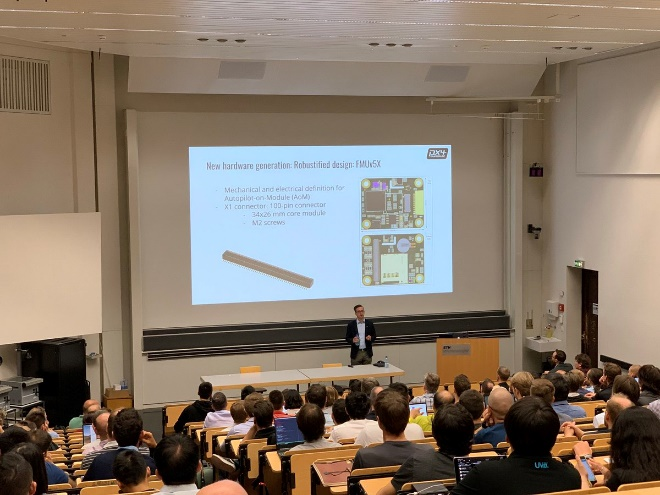 PX4
New hardware generation: Robustified design: FMUv5X
- Mechanical and electrical definition for
Autopilot-on-Module (AoM)
- X1 connector: 100-pin connector
- 34x26 mm core module
- M2 screws